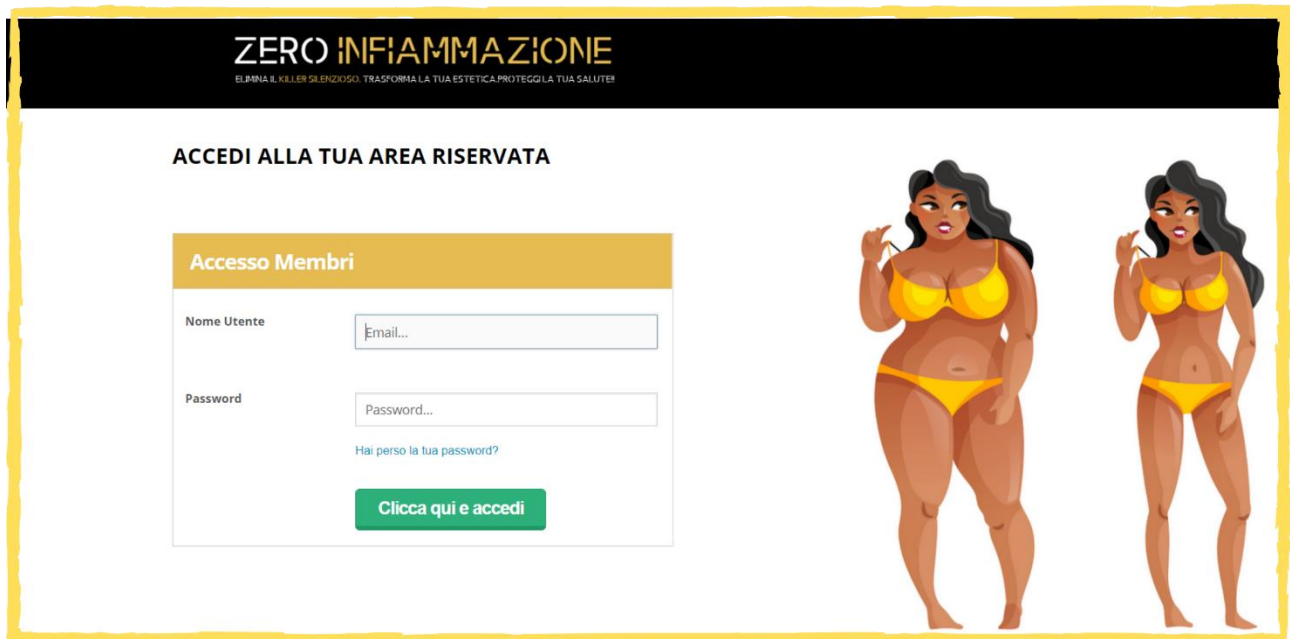 ZERO INFIAMMAZIONE
ELIMINA IL KILLER SILENZIOSO. TRASFORMA LA TUA ESTETICA.PROTEGGI LA TUA SALUTE!!
ACCEDI ALLA TUA AREA RISERVATA
Accesso Membri
Nome Utente
Email...
Password
Password...
Hai perso la tua password?
Clicca qui e accedi